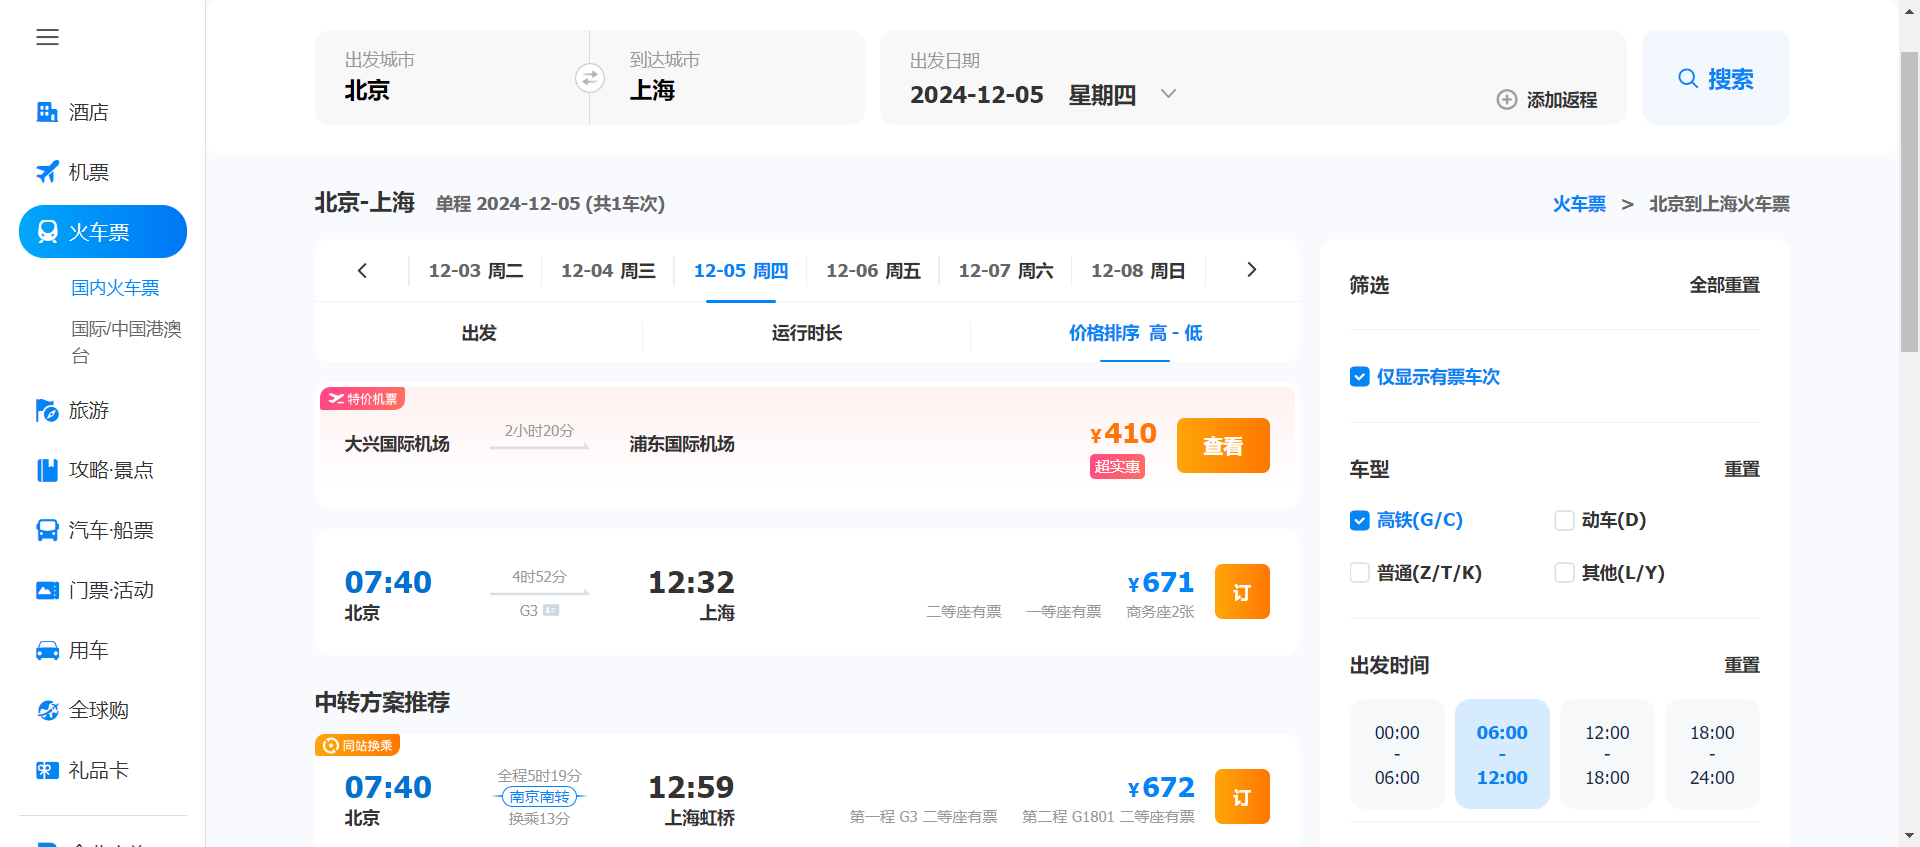 酒店
机票
火车票
国内火车票
国际/中国港澳
台
旅游
攻略·景点
汽车·船票
门票·活动
用车
全球购
礼品卡
出发城市
北京
到达城市
上海
出发日期
2024-12-05 星期四
添加返程
搜索
北京-上海 单程 2024-12-05 (共1车次)
火车票 > 北京到上海火车票
12-03 周二 12-04 周三 12-05 周四 12-06 周五 12-07 周六 12-08 周日
出发 运行时长 价格排序 高 - 低
特价机票
大兴国际机场 2小时20分 浦东国际机场
¥410
超实惠
查看
07:40 4时52分 12:32 ¥671
北京 G3 上海 二等座有票 一等座有票 商务座2张
订
中转方案推荐
同站换乘
07:40 全程5时19分 12:59 ¥672
南京南转
北京 换乘13分 上海虹桥 第一程 G3 二等座有票 第二程 G1801 二等座有票
订
筛选 全部重置
仅显示有票车次
车型 重置
高铁(G/C) 动车(D)
普通(Z/T/K) 其他(L/Y)
出发时间 重置
00:00 06:00 12:00 18:00
- - - -
06:00 12:00 18:00 24:00